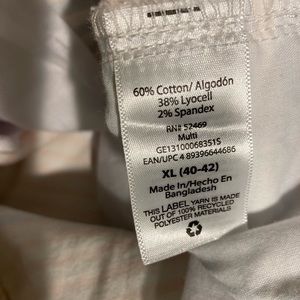 60% Cotton/ Algodón
38% Lyocell
2% Spandex
RN# 52469
Multi
GE13100068351S
EAN/UPC 4 89396644686
XL (40-42)
Made In/Hecho En
Bangladesh
THIS LABEL YARN IS MADE
OUT OF 100% RECYCLED
POLYESTER MATERIALS